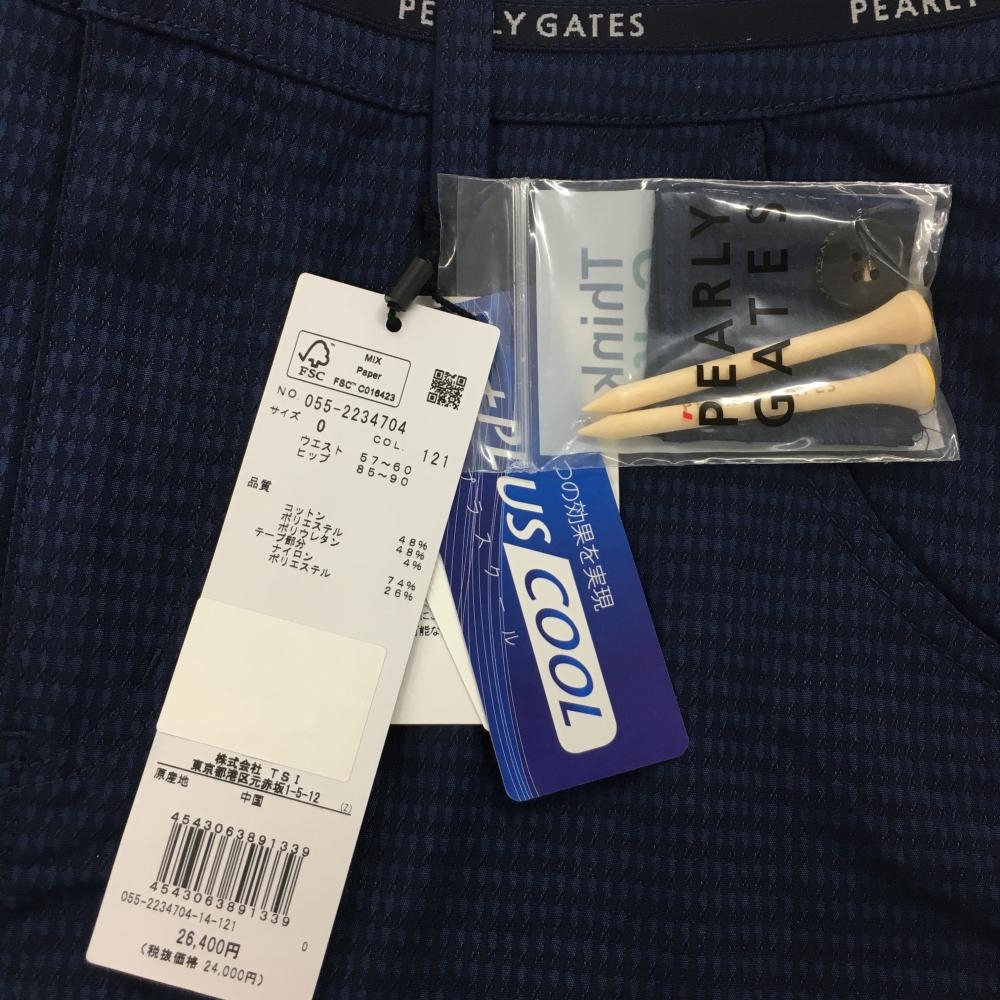 PE
LY GATES
PEARLY
PEARLY
GATES
Think
MIX
Paper
FSC™ C016423
FSC
NO. 055-2234704
サイズ COL.
0 121
ウエスト 57～60
ヒップ 85～90
品質
コットン 48%
ポリエステル 48%
ポリウレタン 4%
テープ部分
ナイロン 74%
ポリエステル 26%
株式会社 TSI
東京都港区元赤坂1-5-12
(Z)
原産地 中国
4543063891339
4543063891339
055-2234704-14-121 0
26,400円
(税抜価格 24,000円)
つの効果を実現
COOL